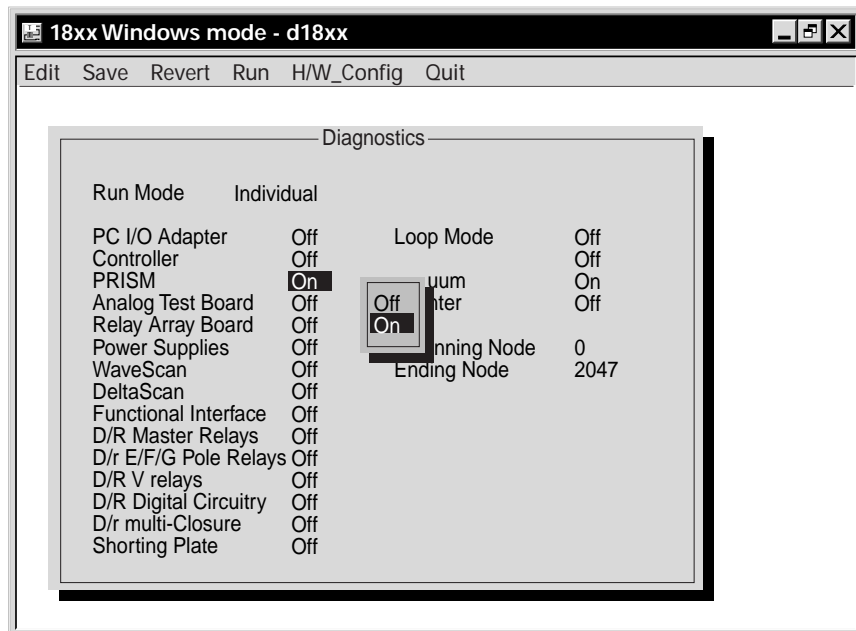 18xx Windows mode - d18xx
Edit Save Revert Run H/W_Config Quit
Diagnostics
Run Mode Individual
PC I/O Adapter Off Loop Mode Off
Controller Off Off
PRISM On On
Analog Test Board Off Off Off
Relay Array Board Off On
Power Supplies Off Node 0
WaveScan Off Ending Node 2047
DeltaScan Off
Functional Interface Off
D/R Master Relays Off
D/r E/F/G Pole Relays Off
D/R V relays Off
D/R Digital Circuitry Off
D/r multi-Closure Off
Shorting Plate Off